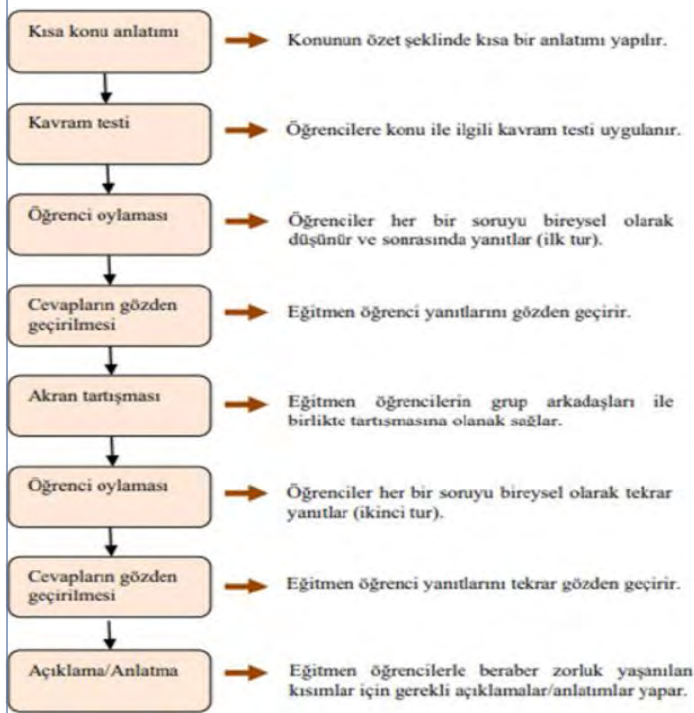 Kısa konu anlatımı
Konunun özet şeklinde kısa bir anlatımı yapılır.
Kavram testi
Öğrencilere konu ile ilgili kavram testi uygulanır.
Öğrenci oylaması
Öğrenciler her bir soruyu bireysel olarak
düşünür ve sonrasında yanıtlar (ilk tur).
Cevapların gözden
geçirilmesi
Eğitmen öğrenci yanıtlarını gözden geçirir.
Akran tartışması
Eğitmen öğrencilerin grup arkadaşları ile
birlikte tartışmasına olanak sağlar.
Öğrenci oylaması
Öğrenciler her bir soruyu bireysel olarak tekrar
yanıtlar (ikinci tur).
Cevapların gözden
geçirilmesi
Eğitmen öğrenci yanıtlarını tekrar gözden geçirir.
Açıklama/Anlatma
Eğitmen öğrencilerle beraber zorluk yaşanılan
kısımlar için gerekli açıklamalar/anlatımlar yapar.